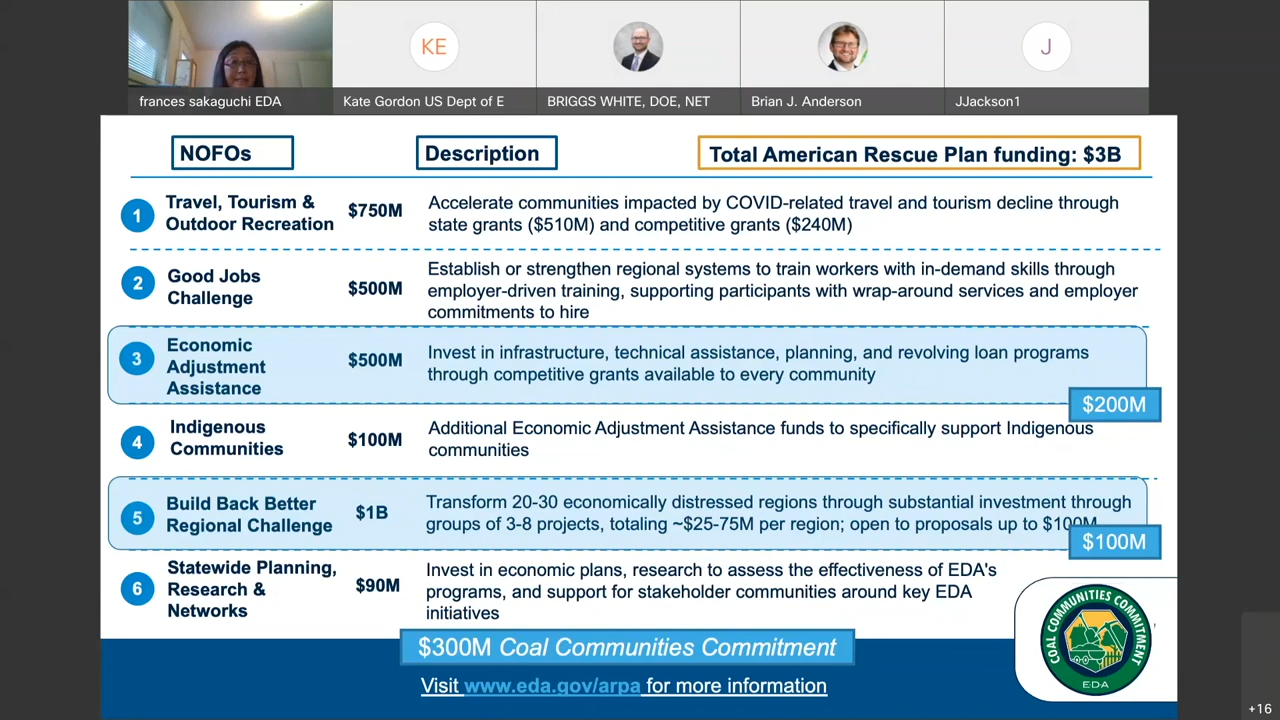 KE
J
frances sakaguchi EDA
Kate Gordon US Dept of E
BRIGGS WHITE, DOE, NET
Brian J. Anderson
JJackson1
NOFOs
Description
Total American Rescue Plan funding: $3B
1
Travel, Tourism &
Outdoor Recreation
$750M
Accelerate communities impacted by COVID-related travel and tourism decline through
state grants ($510M) and competitive grants ($240M)
2
Good Jobs
Challenge
$500M
Establish or strengthen regional systems to train workers with in-demand skills through
employer-driven training, supporting participants with wrap-around services and employer
commitments to hire
3
Economic
Adjustment
Assistance
$500M
Invest in infrastructure, technical assistance, planning, and revolving loan programs
through competitive grants available to every community
$200M
4
Indigenous
Communities
$100M
Additional Economic Adjustment Assistance funds to specifically support Indigenous
communities
5
Build Back Better
Regional Challenge
$1B
Transform 20-30 economically distressed regions through substantial investment through
groups of 3-8 projects, totaling ~$25-75M per region; open to proposals up to $100M
$100M
6
Statewide Planning,
Research &
Networks
$90M
Invest in economic plans, research to assess the effectiveness of EDA's
programs, and support for stakeholder communities around key EDA
initiatives
$300M Coal Communities Commitment
Visit www.eda.gov/arpa for more information
COAL COMMUNITIES COMMITMENT
EDA
+16